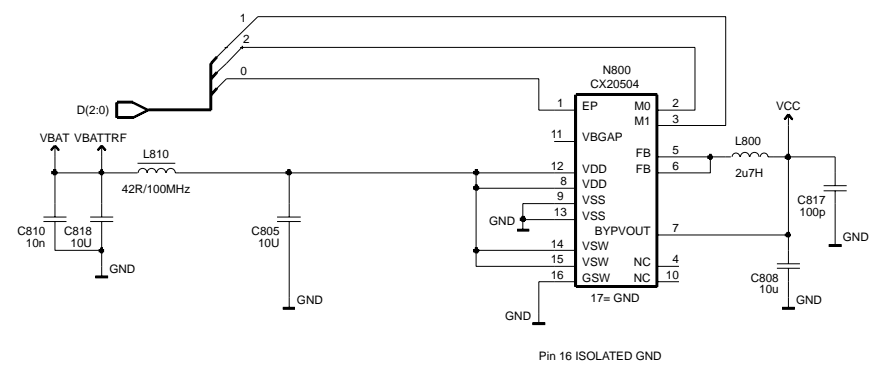 1
2
0
D(2:0)
N800
CX20504
1 EP M0 2
M1 3
11 VBGAP
VBAT VBATTRF
L810
42R/100MHz
VCC
L800
2u7H
FB 5
FB 6
12 VDD
8 VDD
9 VSS
13 VSS
GND
BYPVOUT 7
14 VSW
15 VSW
16 GSW
NC 4
NC 10
17= GND
C810
10n
C818
10U
GND
C805
10U
GND
C817
100p
GND
C808
10u
GND
GND
Pin 16 ISOLATED GND